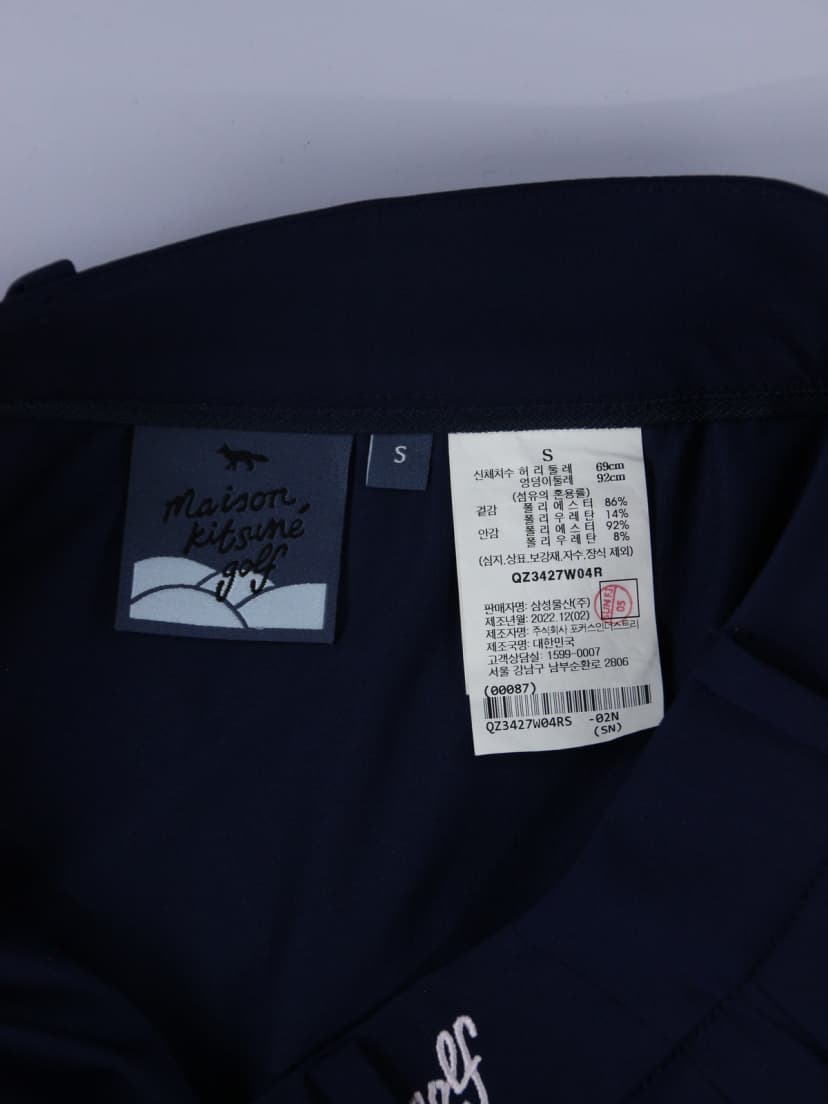 Maison
kitsuné
golf
S
S
신체치수 허리둘레 69cm
엉덩이둘레 92cm
(섬유의 혼용률)
겉감 폴리에스터 86%
폴리우레탄 14%
안감 폴리에스터 92%
폴리우레탄 8%
(심지,상표,보강재,자수,장식 제외)
QZ3427W04R
판매자명: 삼성물산(주)
제조년월: 2022.12(02)
제조자명: 주식회사 포커스인더스트리
제조국명: 대한민국
고객상담실: 1599-0007
서울 강남구 남부순환로 2806
(00087)
QZ3427W04RS -02N
(SN)
golf